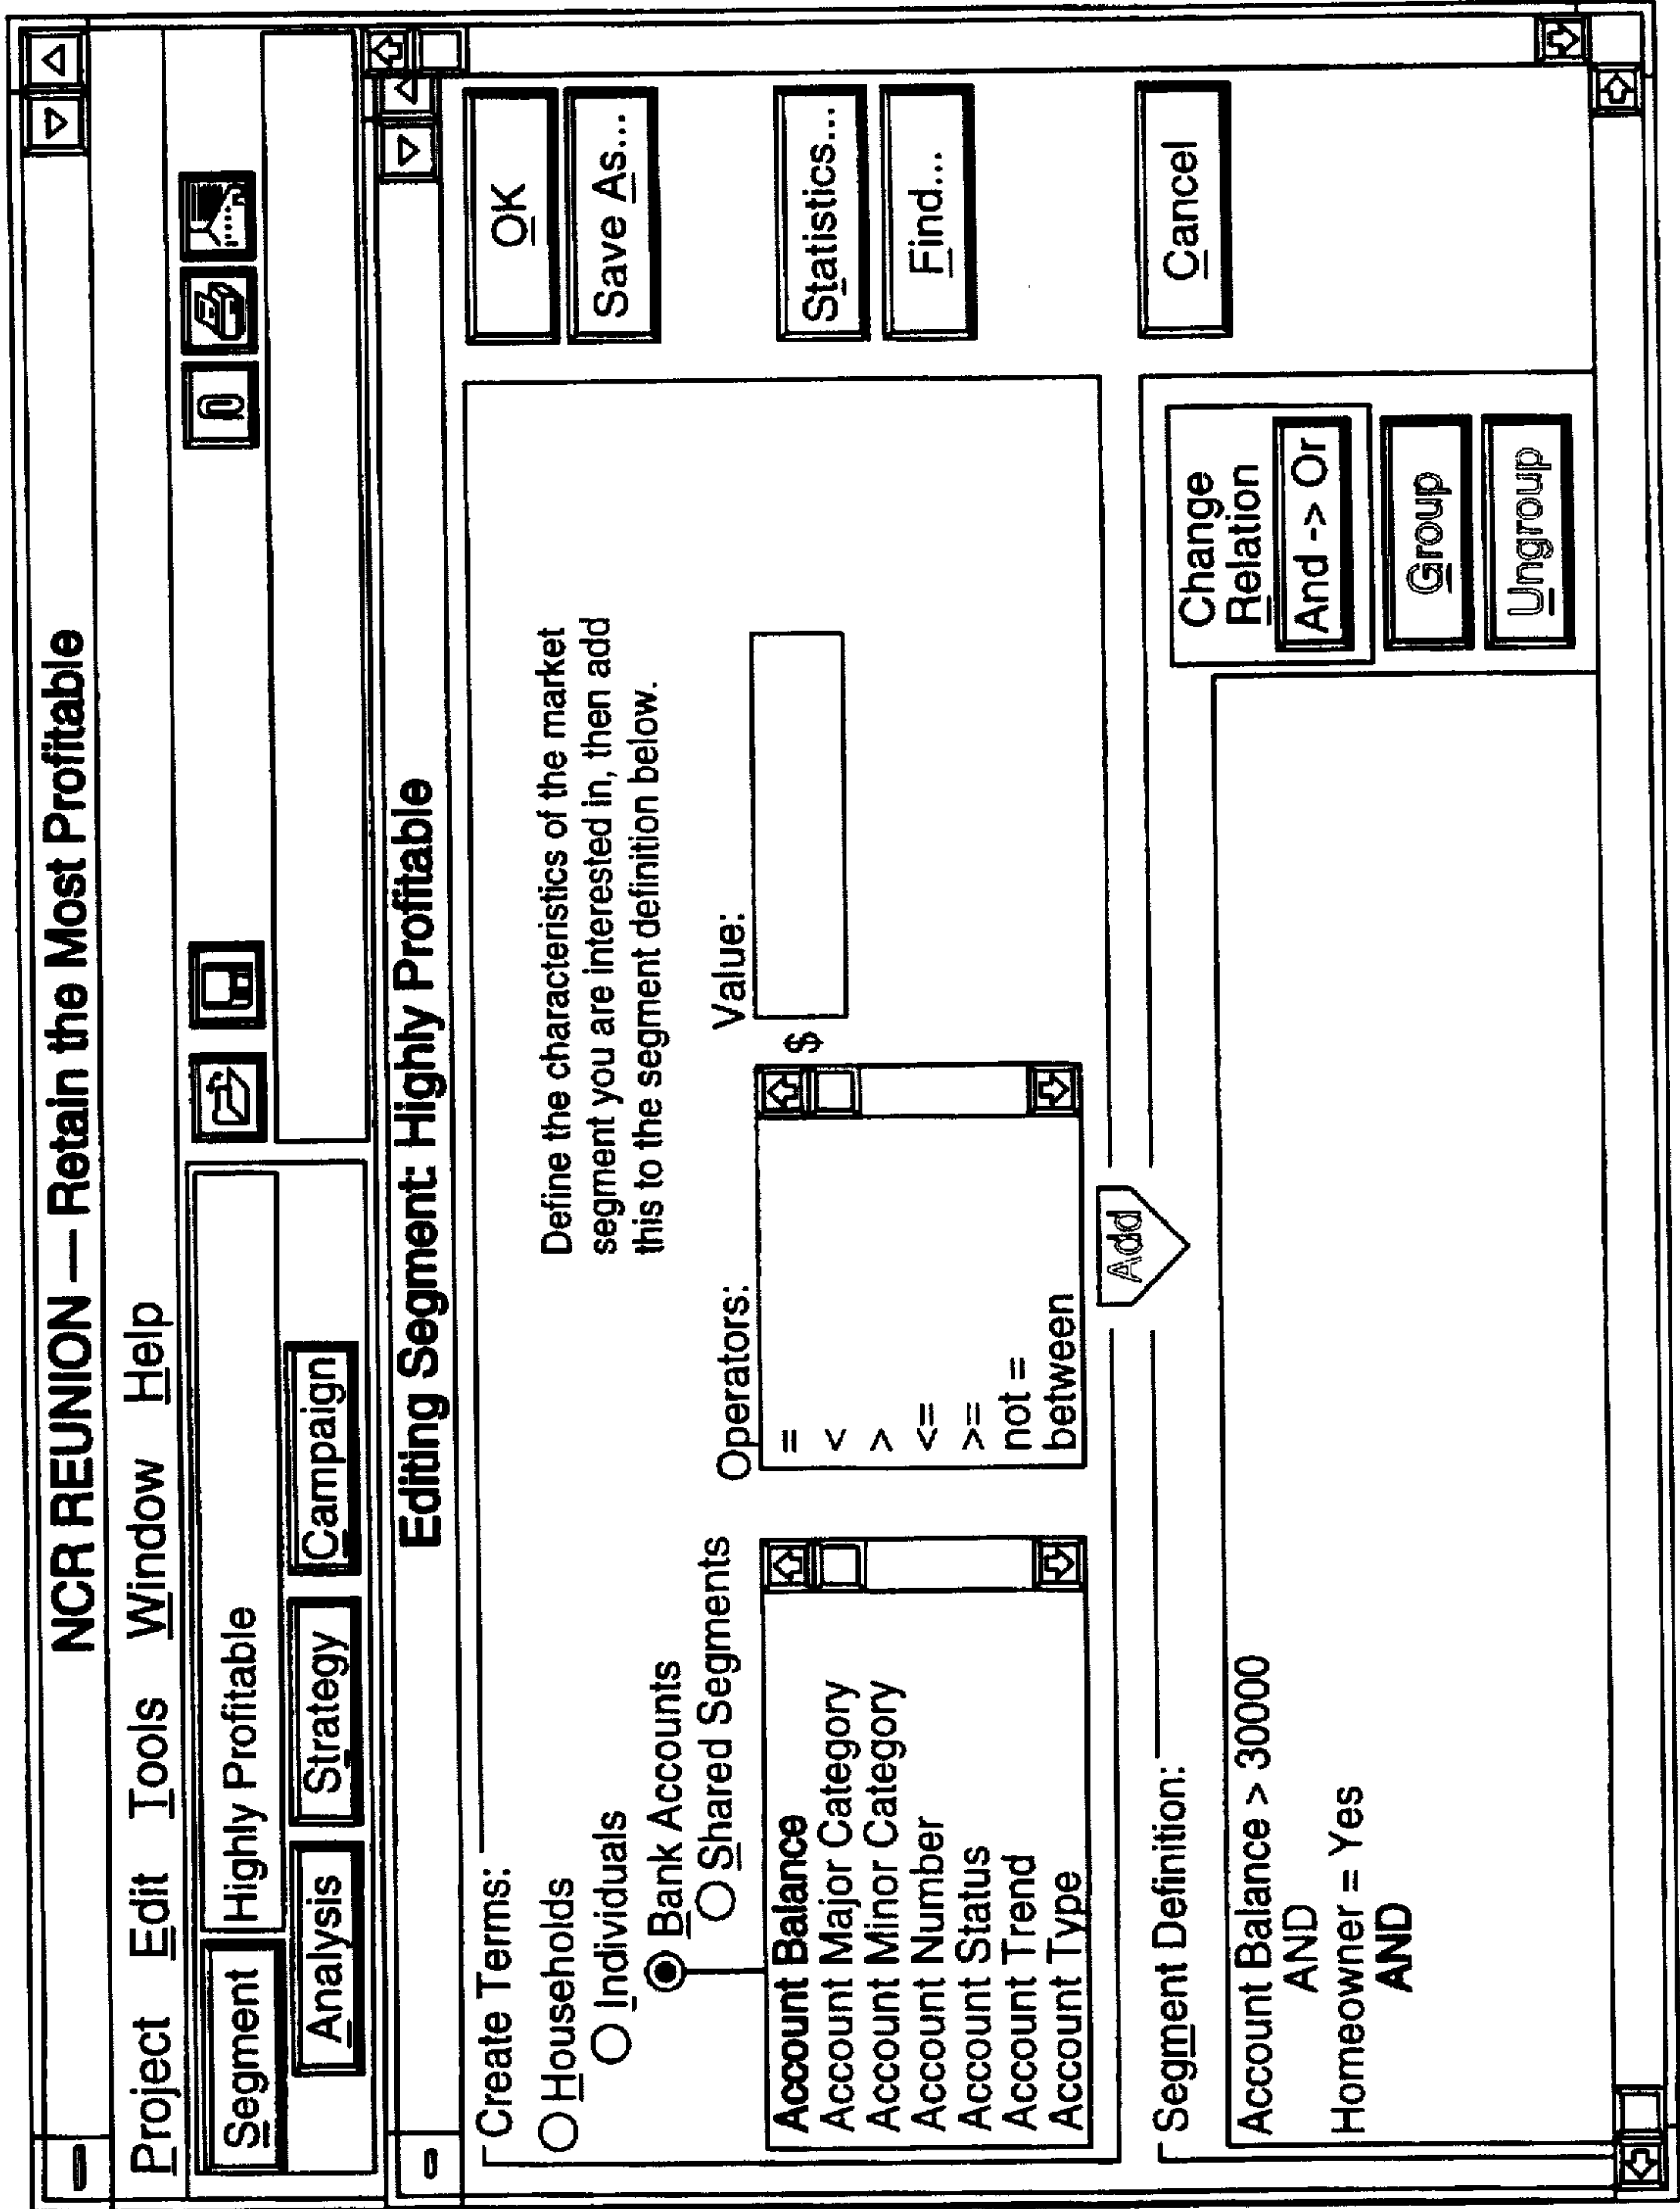 NCR REUNION — Retain the Most Profitable
Project Edit Tools Window Help
Segment Highly Profitable
Analysis Strategy Campaign
Editing Segment: Highly Profitable
Create Terms:
Households
Individuals
Bank Accounts
Shared Segments
Define the characteristics of the market
segment you are interested in, then add
this to the segment definition below.
Account Balance
Account Major Category
Account Minor Category
Account Number
Account Status
Account Trend
Account Type
Operators:
=
<
>
<=
>=
not =
between
Value:
$
Add
OK
Save As...
Statistics...
Find...
Cancel
Segment Definition:
Account Balance > 30000
AND
Homeowner = Yes
AND
Change
Relation
And -> Or
Group
Ungroup